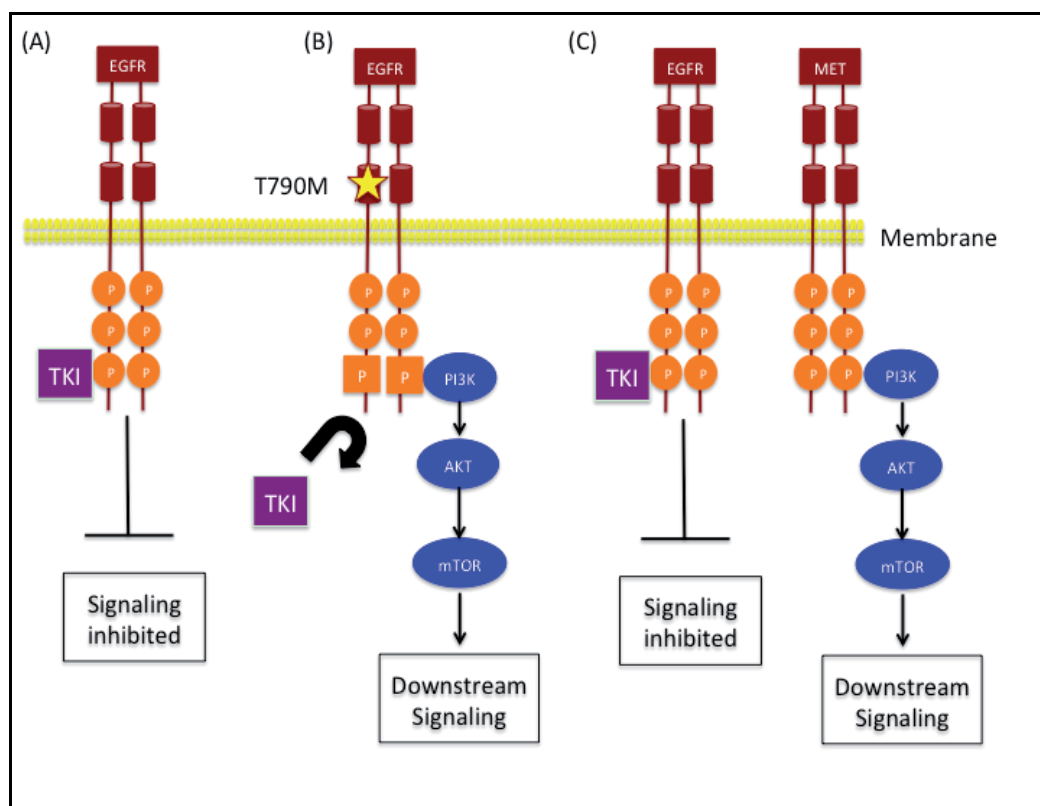 (A)
EGFR
TKI
P P
P P
P P
Signaling
inhibited
(B)
EGFR
T790M
P P
P P
P P
PI3K
TKI
AKT
mTOR
Downstream
Signaling
(C)
EGFR
MET
Membrane
P P
P P
TKI
P P
P P
P P
P P
PI3K
AKT
mTOR
Signaling
inhibited
Downstream
Signaling